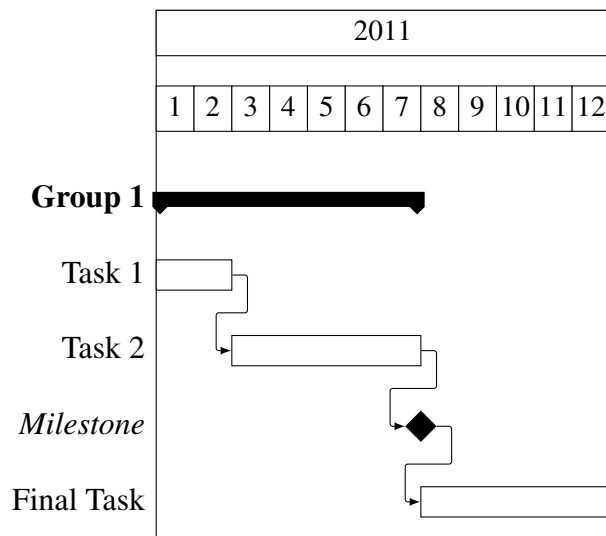 2011
1 2 3 4 5 6 7 8 9 10 11 12
Group 1
Task 1
Task 2
Milestone
Final Task